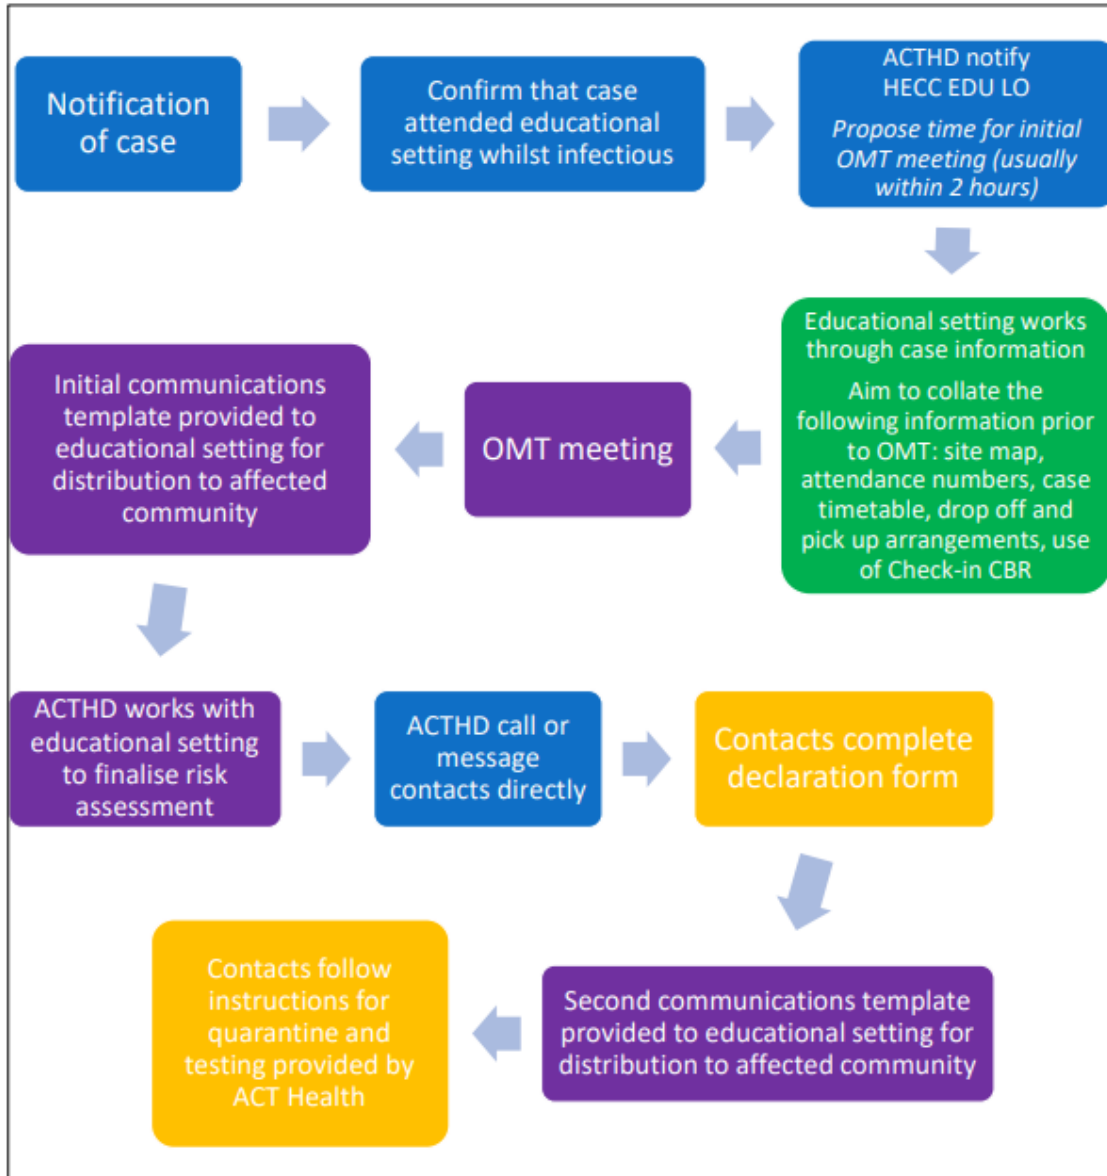 Notification
of case
Confirm that case
attended educational
setting whilst infectious
ACTHD notify
HECC EDU LO
Propose time for initial
OMT meeting (usually
within 2 hours)
Educational setting works
through case information
Aim to collate the
following information prior
to OMT: site map,
attendance numbers, case
timetable, drop off and
pick up arrangements, use
of Check-in CBR
OMT meeting
Initial communications
template provided to
educational setting for
distribution to affected
community
ACTHD works with
educational setting
to finalise risk
assessment
ACTHD call or
message
contacts directly
Contacts complete
declaration form
Second communications template
provided to educational setting for
distribution to affected community
Contacts follow
instructions for
quarantine and
testing provided by
ACT Health